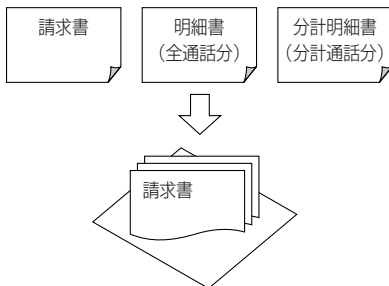 請求書
明細書
（全通話分）
分計明細書
（分計通話分）
請求書